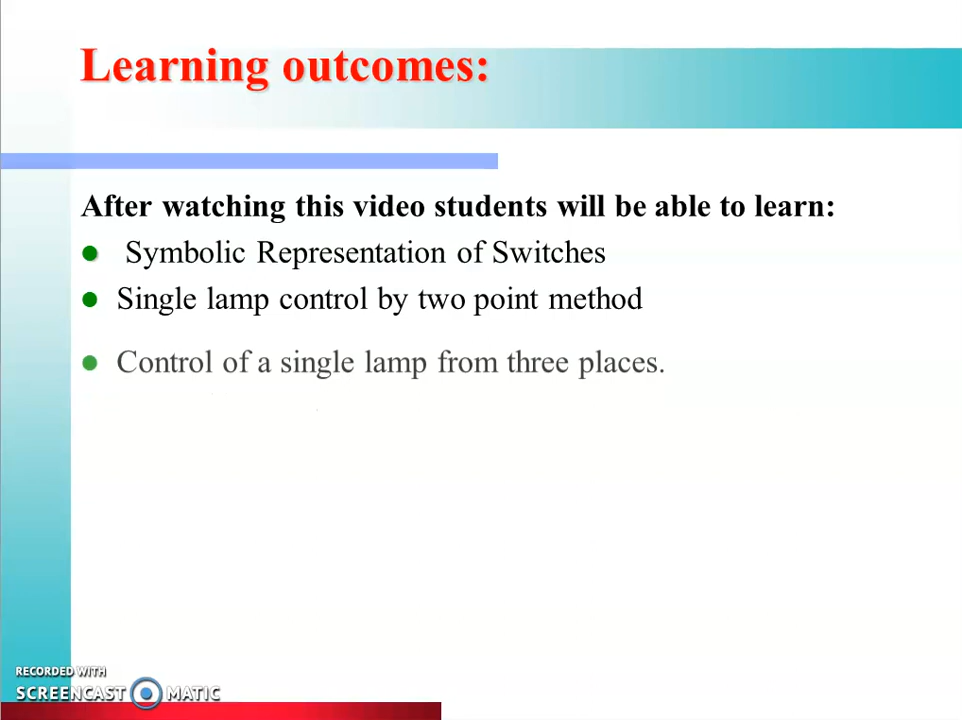 Learning outcomes:
After watching this video students will be able to learn:
Symbolic Representation of Switches
Single lamp control by two point method
Control of a single lamp from three places.
RECORDED WITH
SCREENCAST MATIC